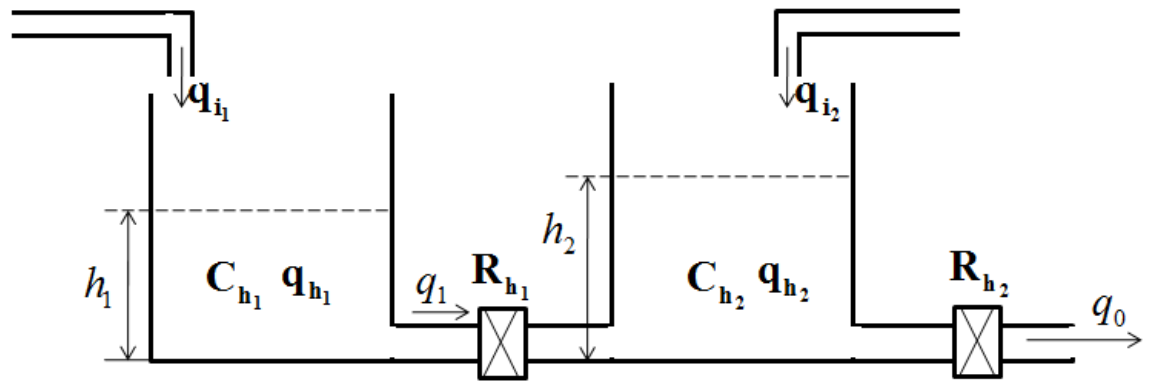 q_{i_1}
q_{i_2}
h_1
C_{h_1} q_{h_1}
q_1
R_{h_1}
h_2
C_{h_2} q_{h_2}
R_{h_2}
q_0